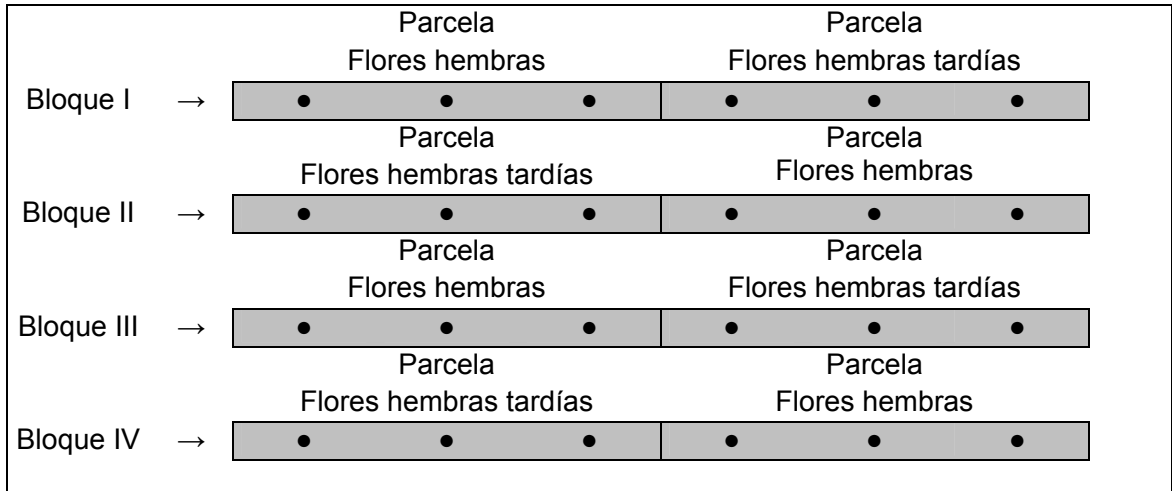 Parcela Parcela
Flores hembras Flores hembras tardías
Bloque I → ● ● ● ● ● ●
Parcela Parcela
Flores hembras tardías Flores hembras
Bloque II → ● ● ● ● ● ●
Parcela Parcela
Flores hembras Flores hembras tardías
Bloque III → ● ● ● ● ● ●
Parcela Parcela
Flores hembras tardías Flores hembras
Bloque IV → ● ● ● ● ● ●